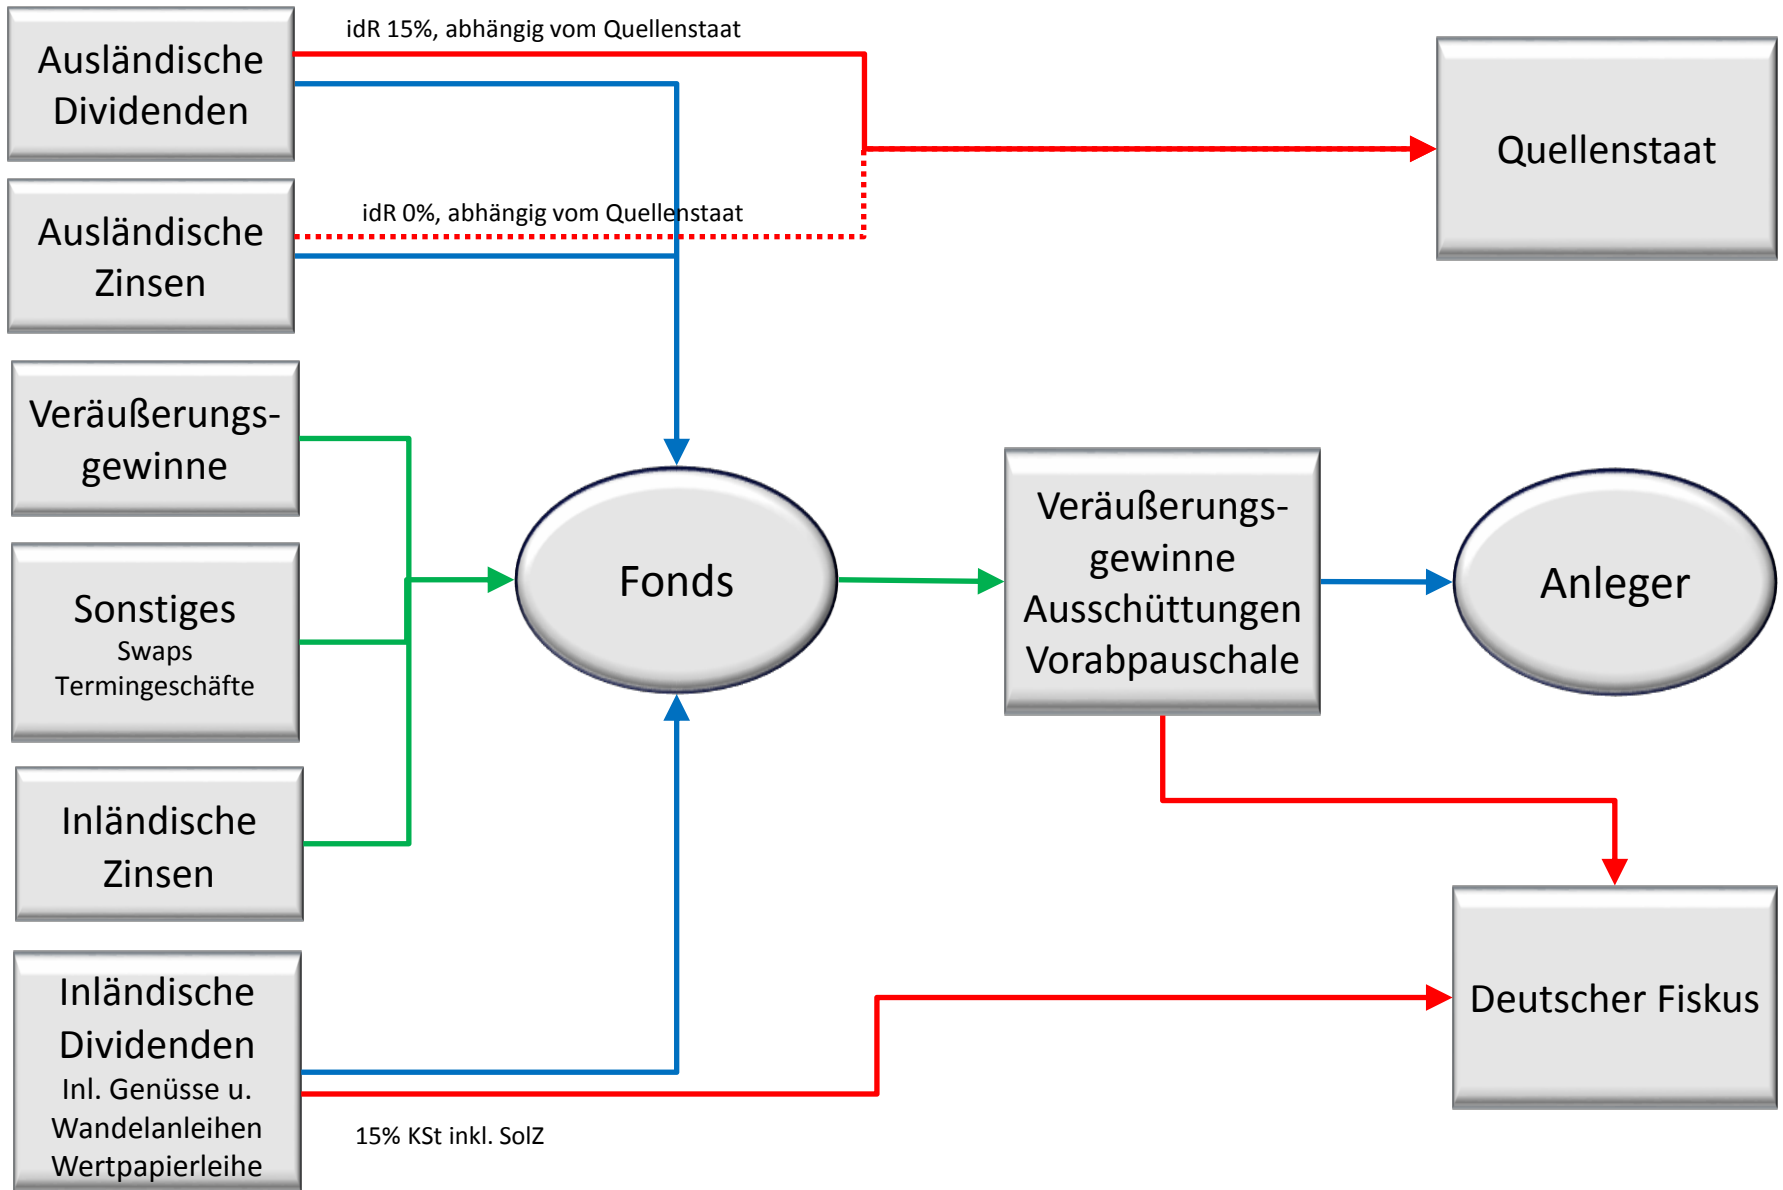 idR 15%, abhängig vom Quellenstaat
Ausländische
Dividenden
Quellenstaat
idR 0%, abhängig vom Quellenstaat
Ausländische
Zinsen
Veräußerungs-
gewinne
Sonstiges
Swaps
Termingeschäfte
Fonds
Veräußerungs-
gewinne
Ausschüttungen
Vorabpauschale
Anleger
Inländische
Zinsen
Inländische
Dividenden
Inl. Genüsse u.
Wandelanleihen
Wertpapierleihe
Deutscher Fiskus
15% KSt inkl. SolZ